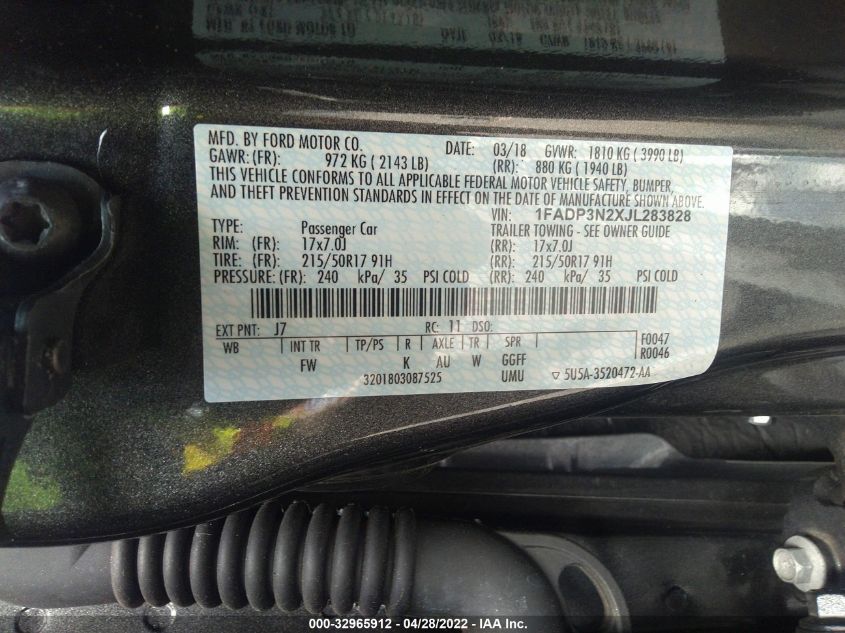 MFD. BY FORD MOTOR CO. DATE: 03/18 GVWR: 1810 KG ( 3990 LB)
GAWR:(FR): 972 KG ( 2143 LB) (RR): 880 KG ( 1940 LB)
THIS VEHICLE CONFORMS TO ALL APPLICABLE FEDERAL MOTOR VEHICLE SAFETY, BUMPER,
AND THEFT PREVENTION STANDARDS IN EFFECT ON THE DATE OF MANUFACTURE SHOWN ABOVE.
VIN: 1FADP3N2XJL283828
TYPE: Passenger Car TRAILER TOWING - SEE OWNER GUIDE
RIM: (FR): 17x7.0J (RR): 17x7.0J
TIRE: (FR): 215/50R17 91H (RR): 215/50R17 91H
PRESSURE:(FR): 240 kPa/ 35 PSI COLD (RR): 240 kPa/ 35 PSI COLD
EXT PNT: J7 RC: 11 DSO: F0047
WB INT TR TP/PS R AXLE TR SPR R0046
FW K AU W GGFF
3201803087525 UMU ▽ 5U5A-3520472-AA
000-32965912 / 04/28/2022 - IAA Inc.